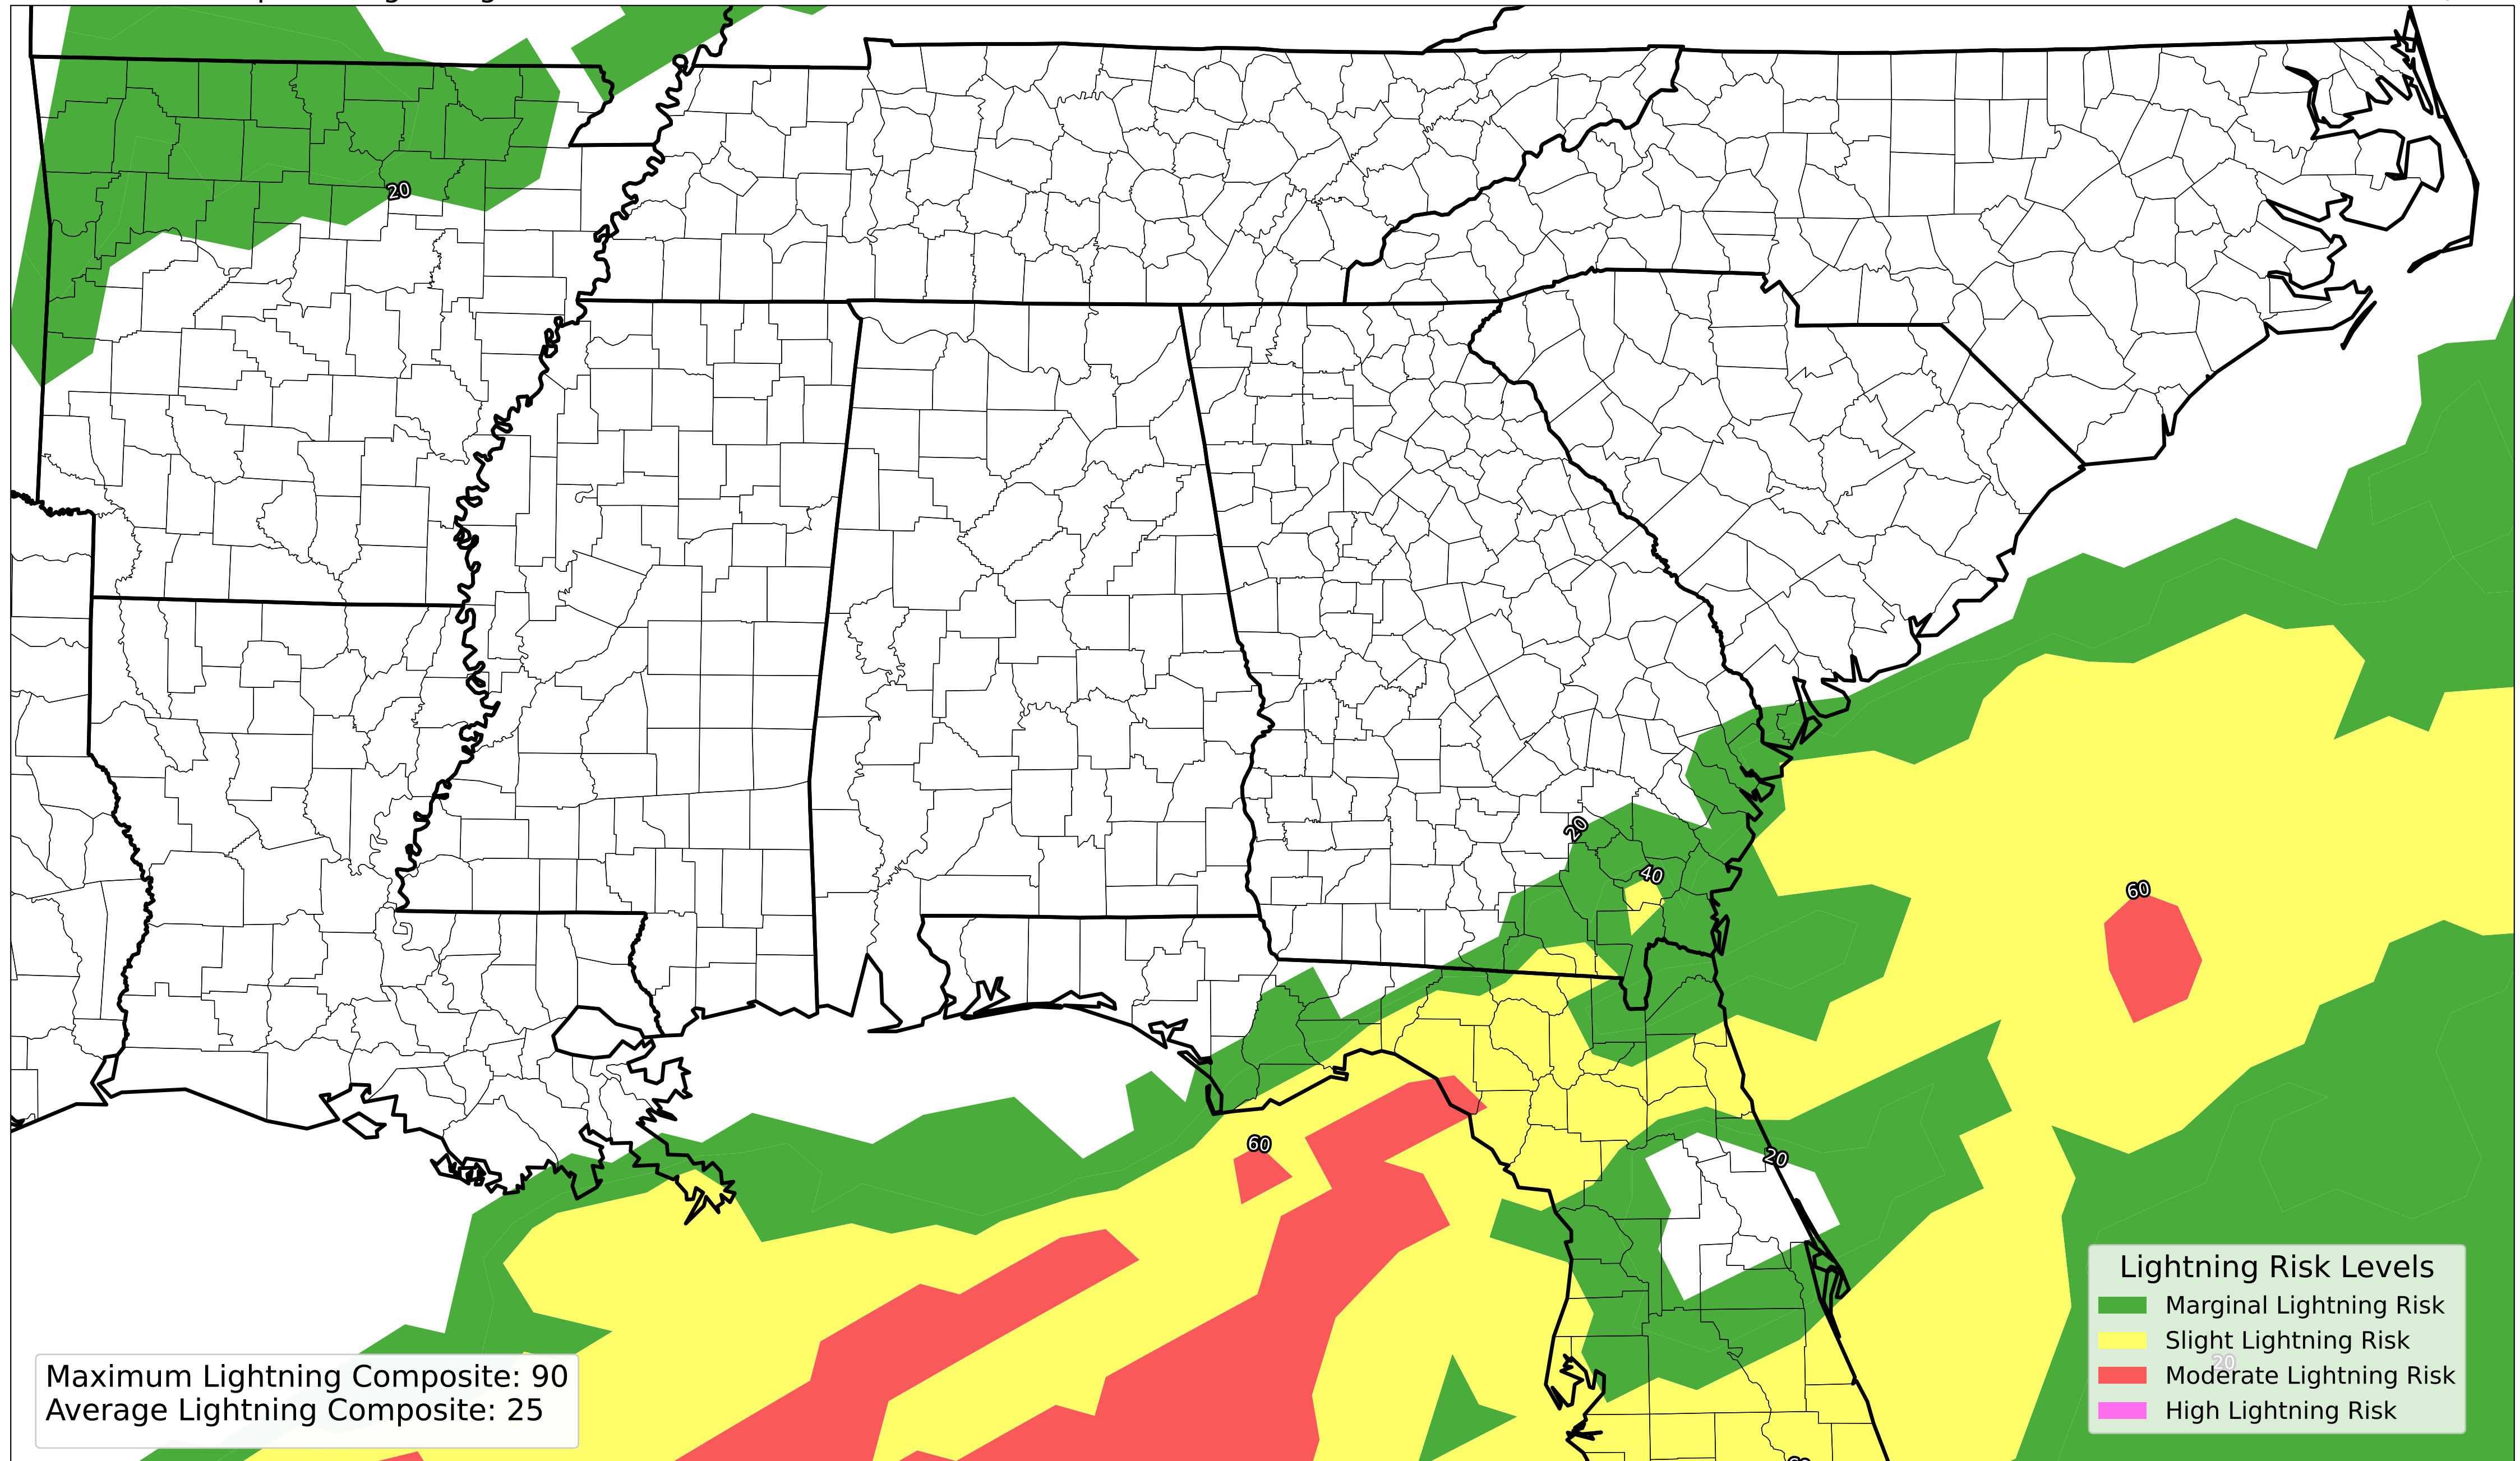 20
20
40
60
60
20
Lightning Risk Levels
Marginal Lightning Risk
Slight Lightning Risk
20
Moderate Lightning Risk
High Lightning Risk
Maximum Lightning Composite: 90
Average Lightning Composite: 25